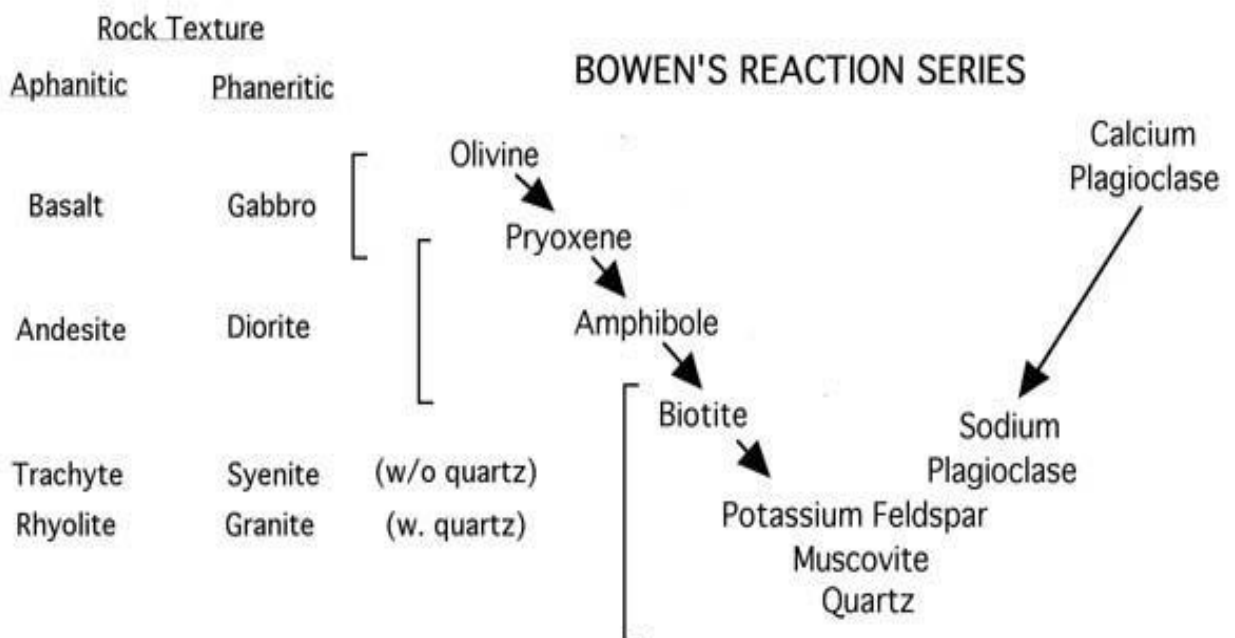 Rock Texture
Aphanitic Phaneritic
BOWEN'S REACTION SERIES
Basalt Gabbro
Andesite Diorite
Trachyte Syenite (w/o quartz)
Rhyolite Granite (w. quartz)
Olivine
Pryoxene
Amphibole
Biotite
Potassium Feldspar
Muscovite
Quartz
Calcium
Plagioclase
Sodium
Plagioclase